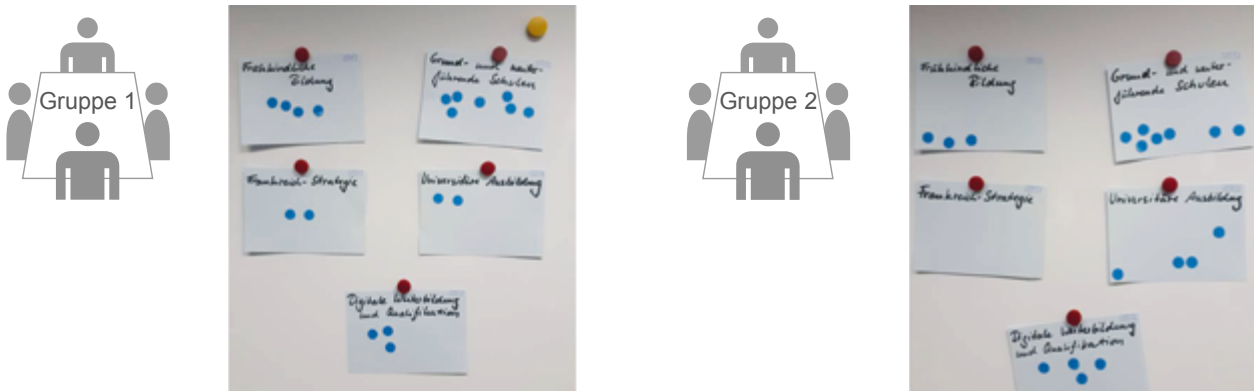 Gruppe 1
Frühkindliche
Bildung
Grund- und weiter-
führende Schulen
Frankreich-Strategie
Universitäre Ausbildung
Digitale Weiterbildung
und Qualifikation
Gruppe 2
Frühkindliche
Bildung
Grund- und weiter-
führende Schulen
Frankreich-Strategie
Universitäre Ausbildung
Digitale Weiterbildung
und Qualifikation